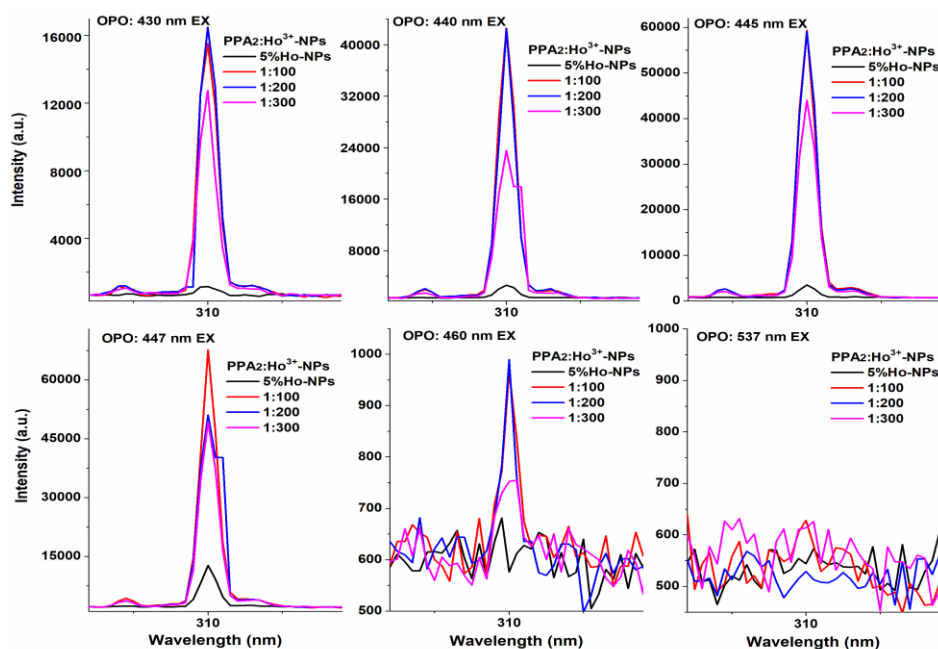 OPO: 430 nm EX
PPA2:Ho³⁺-NPs
5%Ho-NPs
1:100
1:200
1:300
16000
12000
8000
4000
310
Intensity (a.u.)
OPO: 440 nm EX
PPA2:Ho³⁺-NPs
5%Ho-NPs
1:100
1:200
1:300
40000
32000
24000
16000
8000
310
OPO: 445 nm EX
PPA2:Ho³⁺-NPs
5%Ho-NPs
1:100
1:200
1:300
60000
50000
40000
30000
20000
10000
0
310
OPO: 447 nm EX
PPA2:Ho³⁺-NPs
5%Ho-NPs
1:100
1:200
1:300
60000
45000
30000
15000
310
Intensity (a.u.)
Wavelength (nm)
OPO: 460 nm EX
PPA2:Ho³⁺-NPs
5%Ho-NPs
1:100
1:200
1:300
1000
900
800
700
600
500
310
Wavelength (nm)
OPO: 537 nm EX
PPA2:Ho³⁺-NPs
5%Ho-NPs
1:100
1:200
1:300
1000
900
800
700
600
500
310
Wavelength (nm)